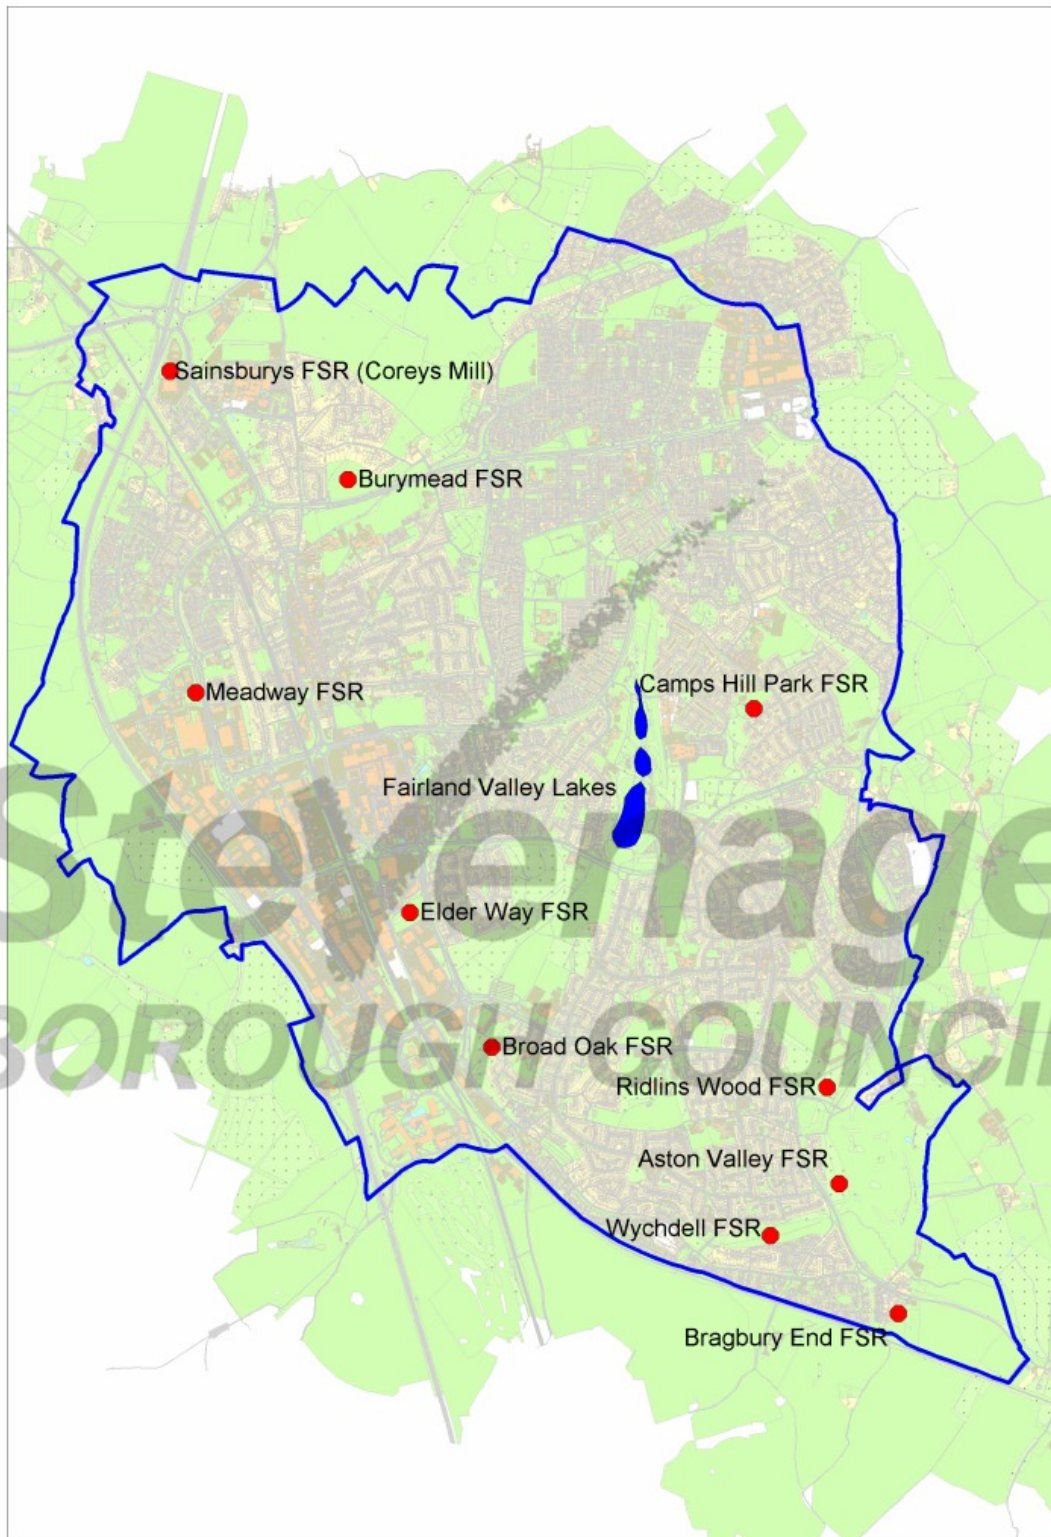 Sainsburys FSR (Coreys Mill)
Burymead FSR
Camps Hill Park FSR
Meadway FSR
Fairland Valley Lakes
Stevenage
Elder Way FSR
BOROUGH COUNCIL
Broad Oak FSR
Ridlins Wood FSR
Aston Valley FSR
Wychdell FSR
Bragbury End FSR